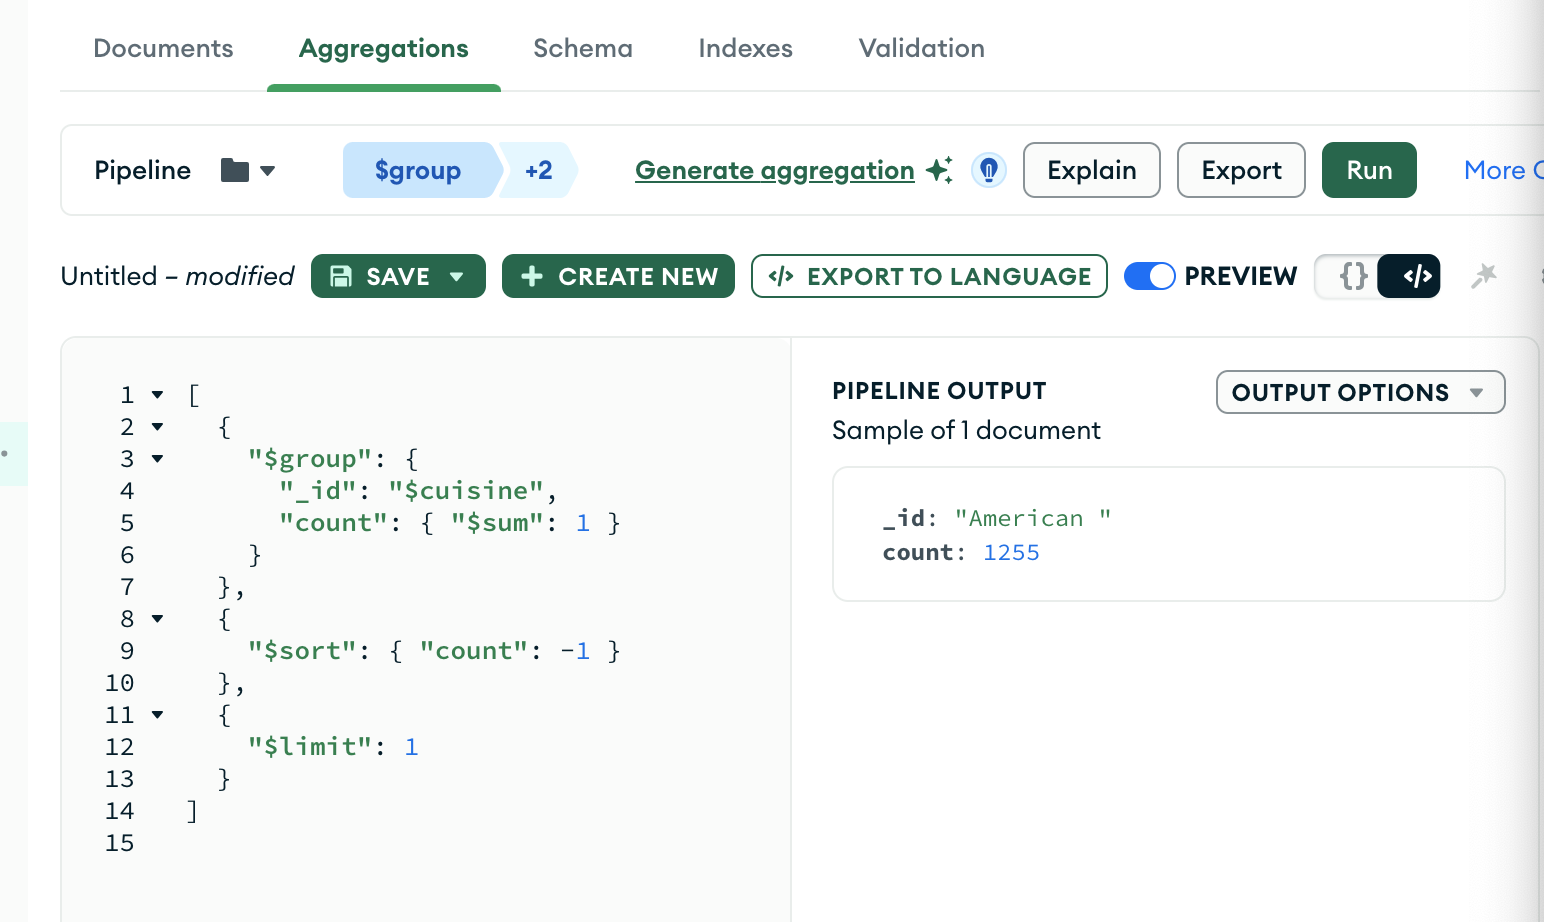 Documents Aggregations Schema Indexes Validation
Pipeline $group +2 Generate aggregation Explain Export Run More
Untitled – modified SAVE + CREATE NEW </> EXPORT TO LANGUAGE PREVIEW {} </>
1 [
2 {
3 "$group": {
4 "_id": "$cuisine",
5 "count": { "$sum": 1 }
6 }
7 },
8 {
9 "$sort": { "count": -1 }
10 },
11 {
12 "$limit": 1
13 }
14 ]
15
PIPELINE OUTPUT OUTPUT OPTIONS
Sample of 1 document
_id: "American "
count: 1255